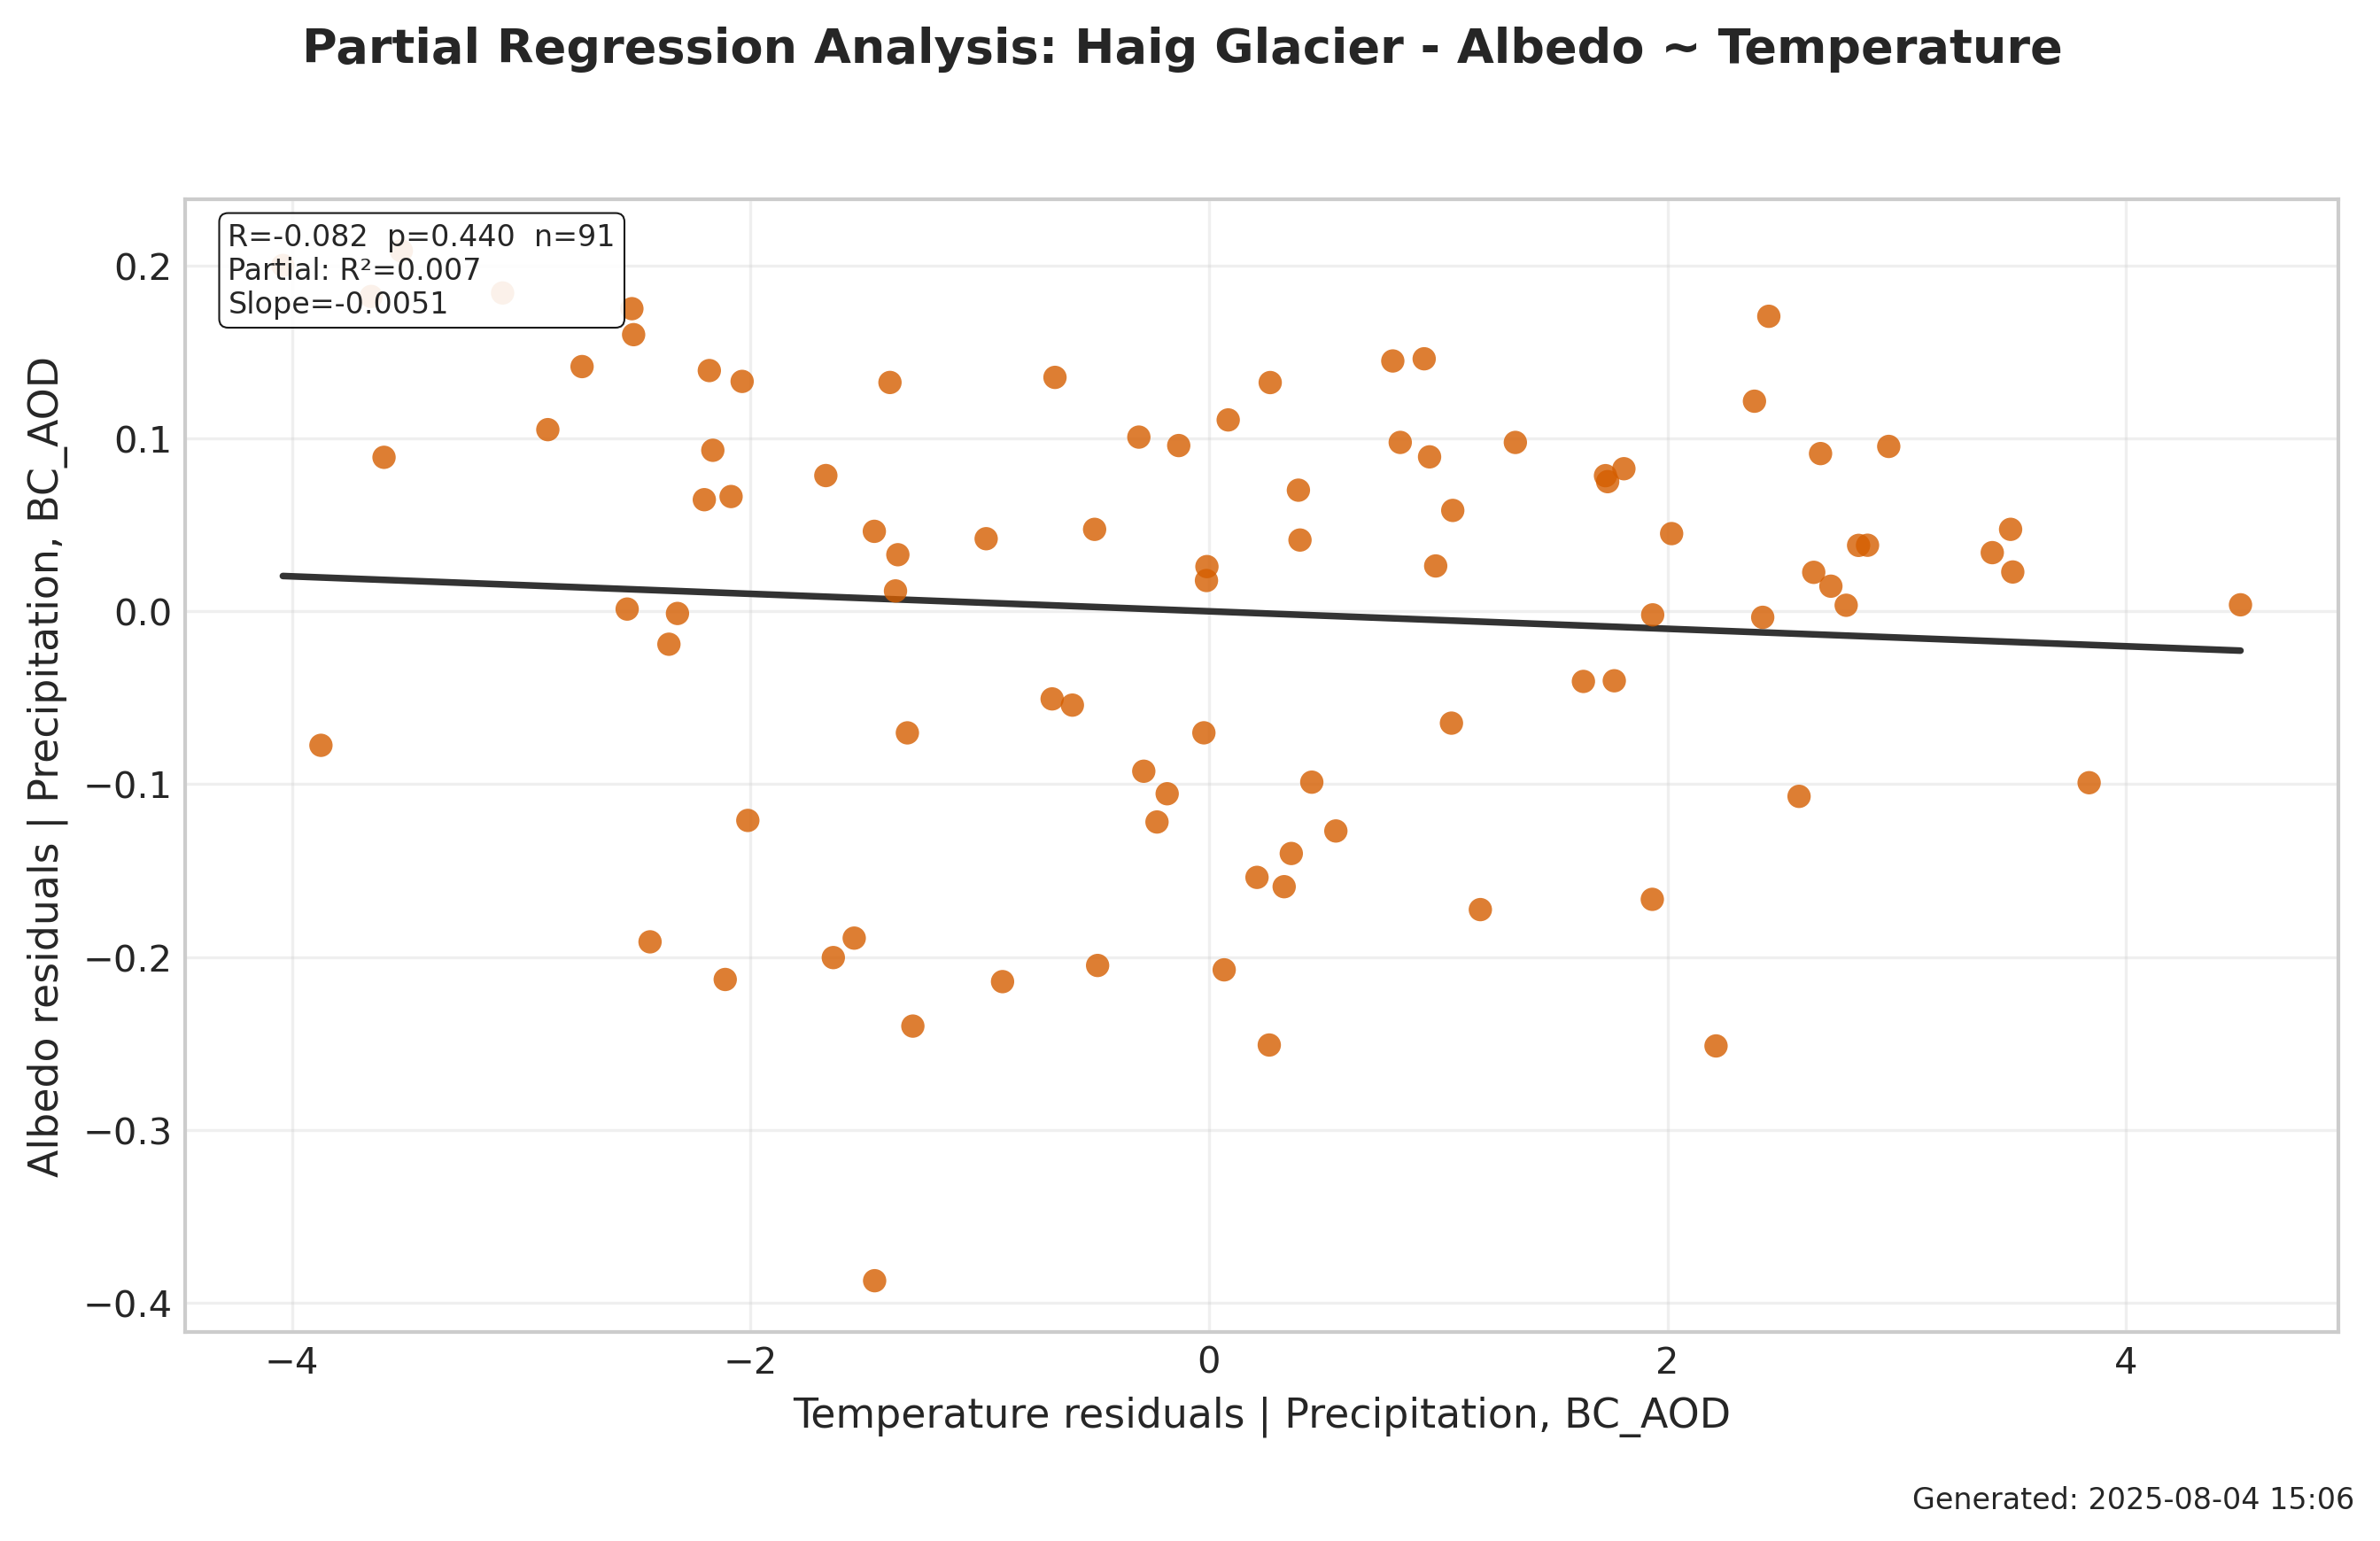 Partial Regression Analysis: Haig Glacier - Albedo ~ Temperature
R=-0.082  p=0.440  n=91
Partial: R²=0.007
Slope=-0.0051
Albedo residuals | Precipitation, BC_AOD
0.2
0.1
0.0
−0.1
−0.2
−0.3
−0.4
−4
−2
0
2
4
Temperature residuals | Precipitation, BC_AOD
Generated: 2025-08-04 15:06